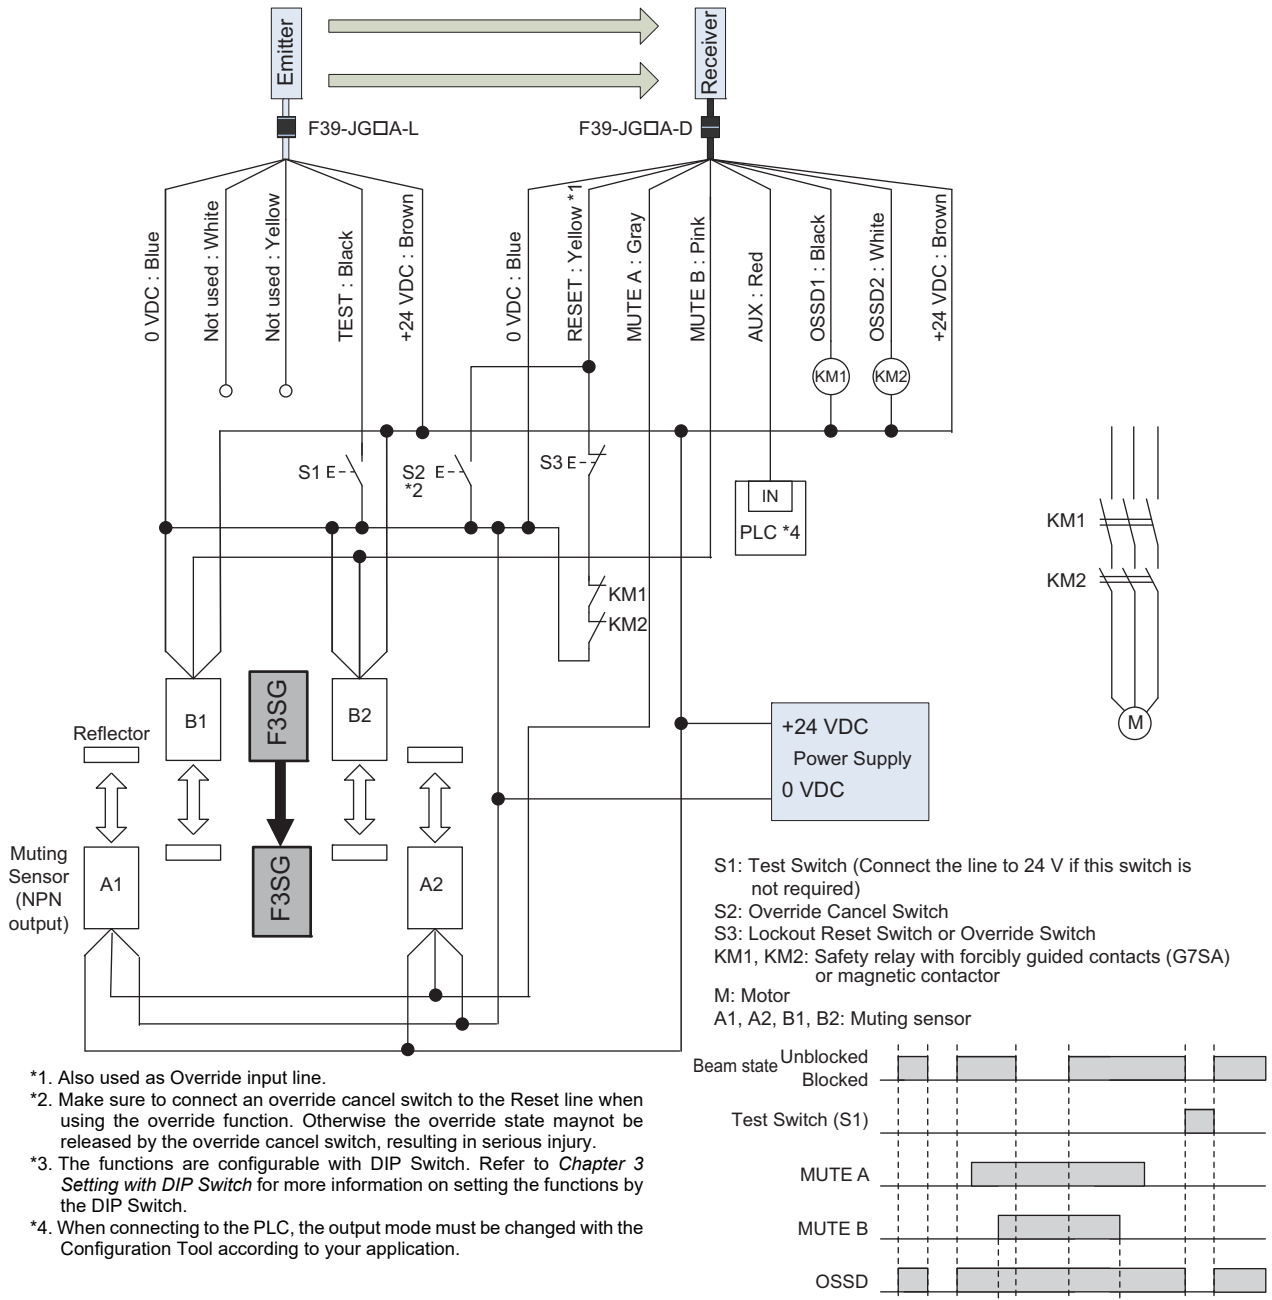 Emitter
Receiver
F39-JG□A-L
F39-JG□A-D
0 VDC : Blue
Not used : White
Not used : Yellow
TEST : Black
+24 VDC : Brown
0 VDC : Blue
RESET : Yellow *1
MUTE A : Gray
MUTE B : Pink
AUX : Red
OSSD1 : Black
OSSD2 : White
+24 VDC : Brown
KM1
KM2
S1
S2
*2
S3
IN
PLC *4
KM1
KM2
KM1
KM2
M
B1
F3SG
B2
Reflector
+24 VDC
Power Supply
0 VDC
Muting
Sensor
(NPN
output)
A1
F3SG
A2
S1: Test Switch (Connect the line to 24 V if this switch is
not required)
S2: Override Cancel Switch
S3: Lockout Reset Switch or Override Switch
KM1, KM2: Safety relay with forcibly guided contacts (G7SA)
or magnetic contactor
M: Motor
A1, A2, B1, B2: Muting sensor
*1. Also used as Override input line.
*2. Make sure to connect an override cancel switch to the Reset line when
using the override function. Otherwise the override state maynot be
released by the override cancel switch, resulting in serious injury.
*3. The functions are configurable with DIP Switch. Refer to Chapter 3
Setting with DIP Switch for more information on setting the functions by
the DIP Switch.
*4. When connecting to the PLC, the output mode must be changed with the
Configuration Tool according to your application.
Beam state Unblocked
Blocked
Test Switch (S1)
MUTE A
MUTE B
OSSD